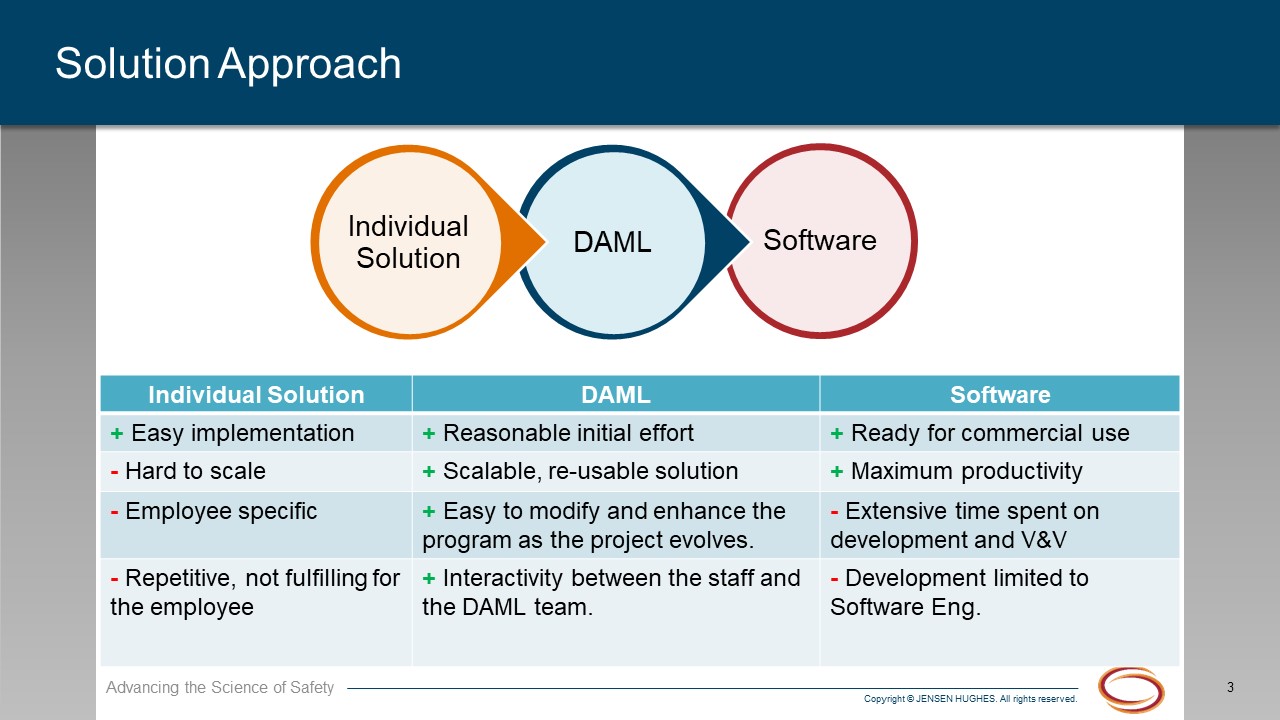 Solution Approach
Individual
Solution
DAML
Software
Individual Solution
DAML
Software
+ Easy implementation
+ Reasonable initial effort
+ Ready for commercial use
- Hard to scale
+ Scalable, re-usable solution
+ Maximum productivity
- Employee specific
+ Easy to modify and enhance the
program as the project evolves.
- Extensive time spent on
development and V&V
- Repetitive, not fulfilling for
the employee
+ Interactivity between the staff and
the DAML team.
- Development limited to
Software Eng.
Advancing the Science of Safety
Copyright © JENSEN HUGHES. All rights reserved.
3